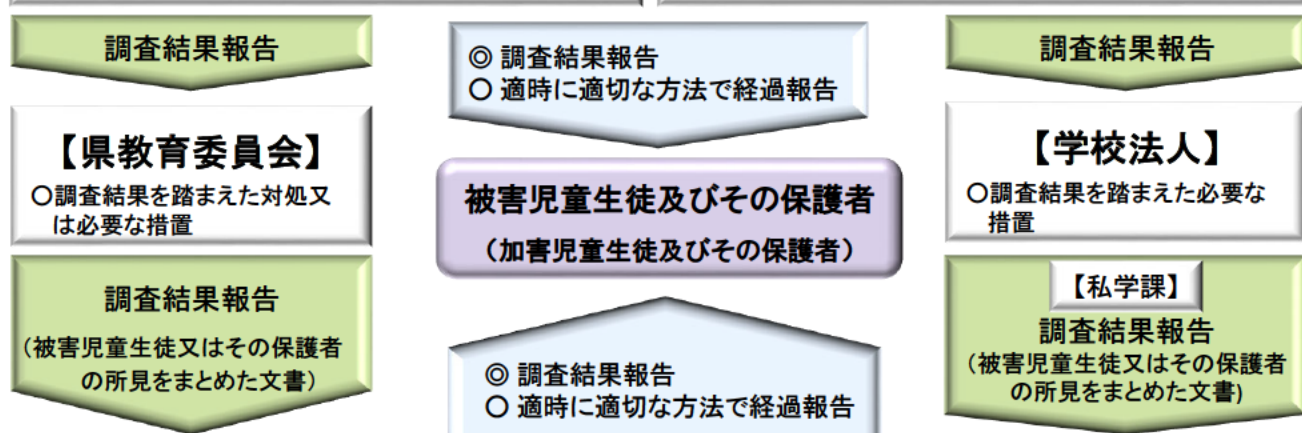 調査結果報告
【県教育委員会】
○調査結果を踏まえた対処又
は必要な措置
調査結果報告
(被害児童生徒又はその保護者
の所見をまとめた文書)
◎ 調査結果報告
○ 適時に適切な方法で経過報告
被害児童生徒及びその保護者
(加害児童生徒及びその保護者)
◎ 調査結果報告
○ 適時に適切な方法で経過報告
調査結果報告
【学校法人】
○調査結果を踏まえた必要な
措置
【私学課】
調査結果報告
(被害児童生徒又はその保護者
の所見をまとめた文書)